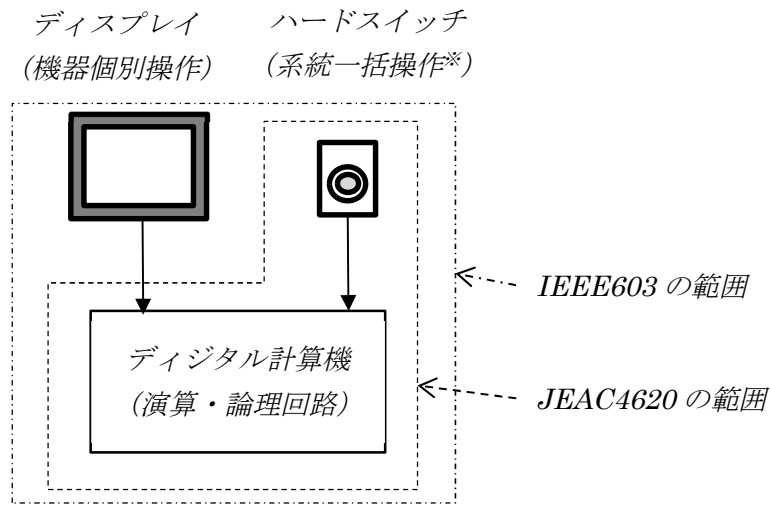 ディスプレイ
(機器個別操作)
ハードスイッチ
(系統一括操作※)
IEEE603 の範囲
ディジタル計算機
(演算・論理回路)
JEAC4620 の範囲